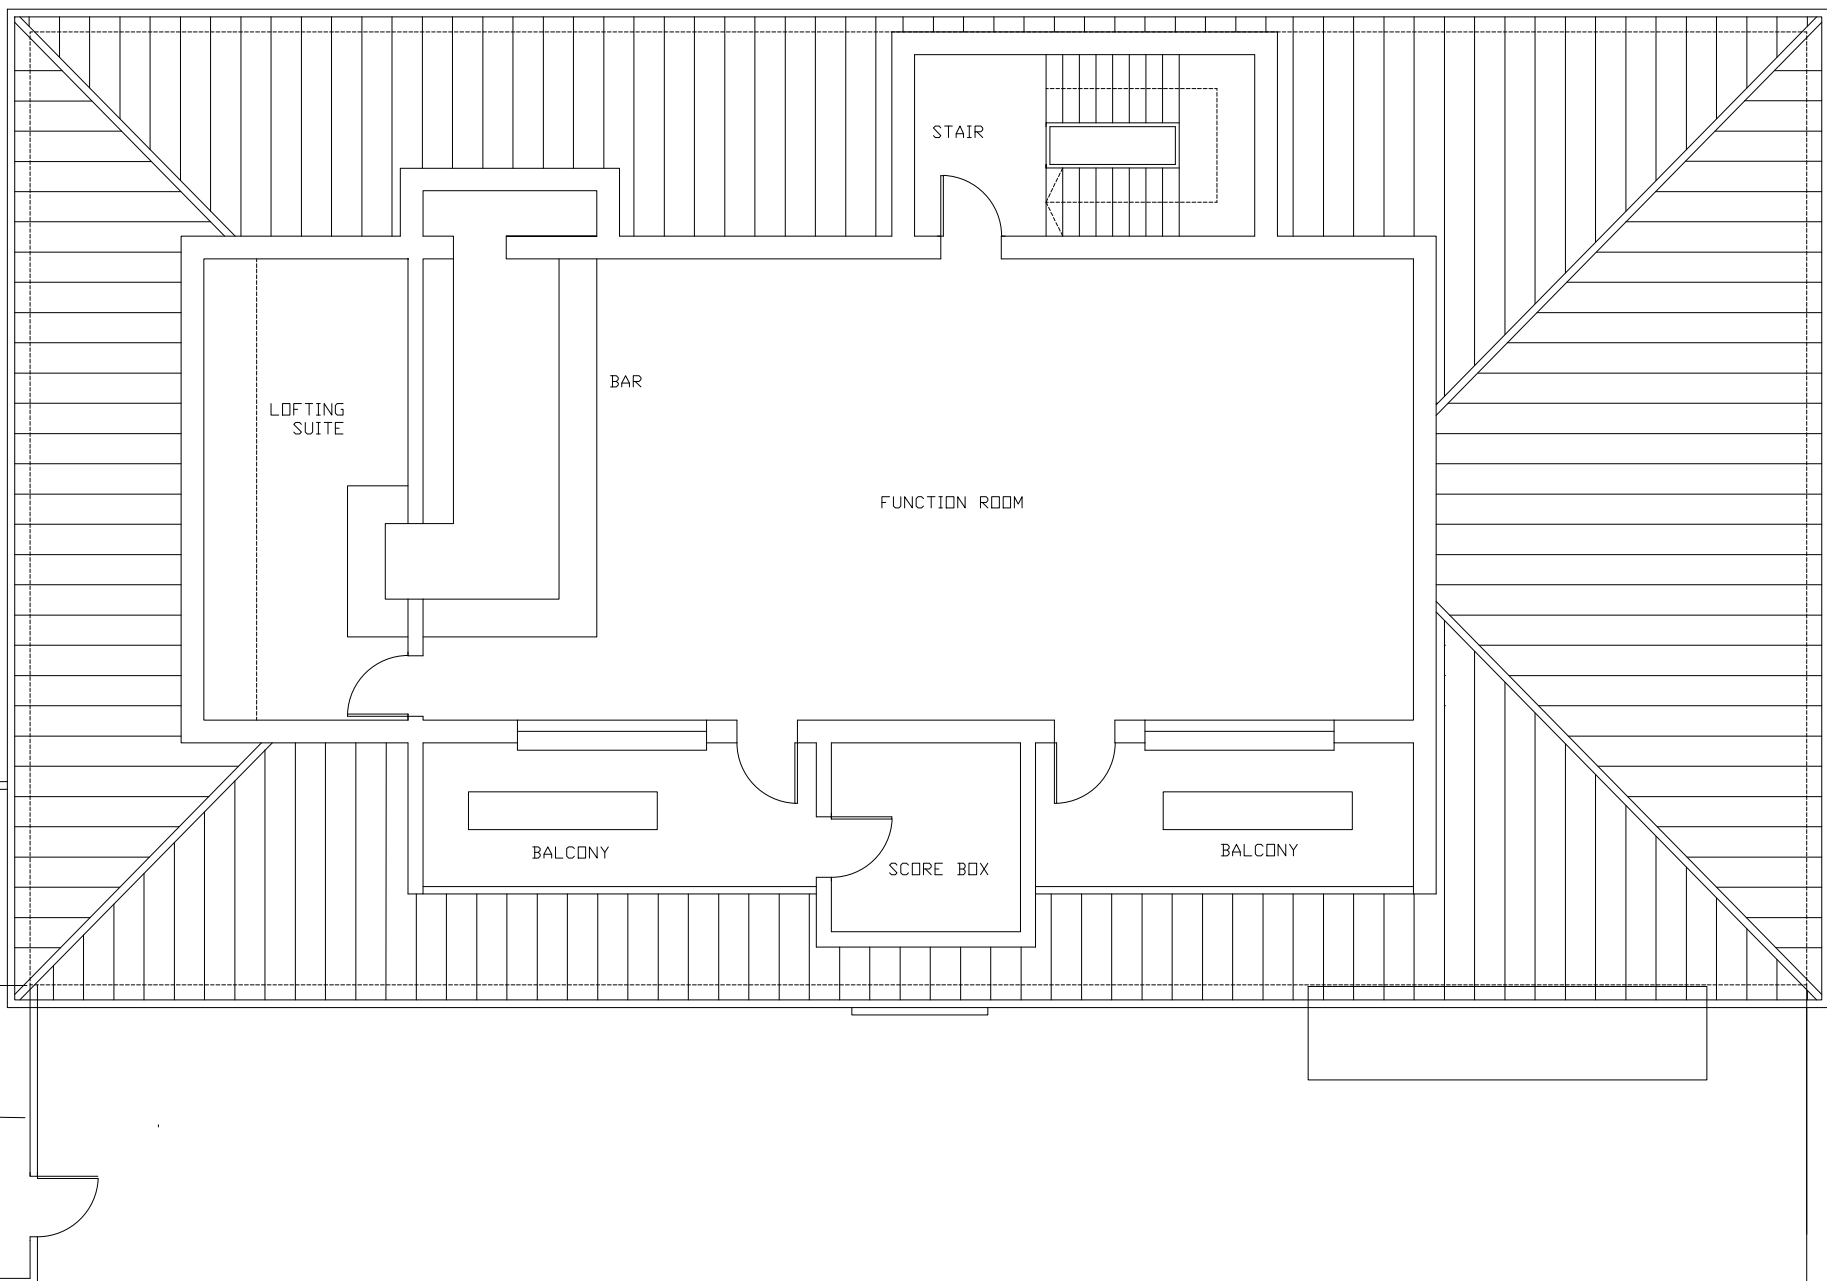 STAIR
BAR
LOFTING
SUITE
FUNCTION ROOM
BALCONY
SCORE BOX
BALCONY